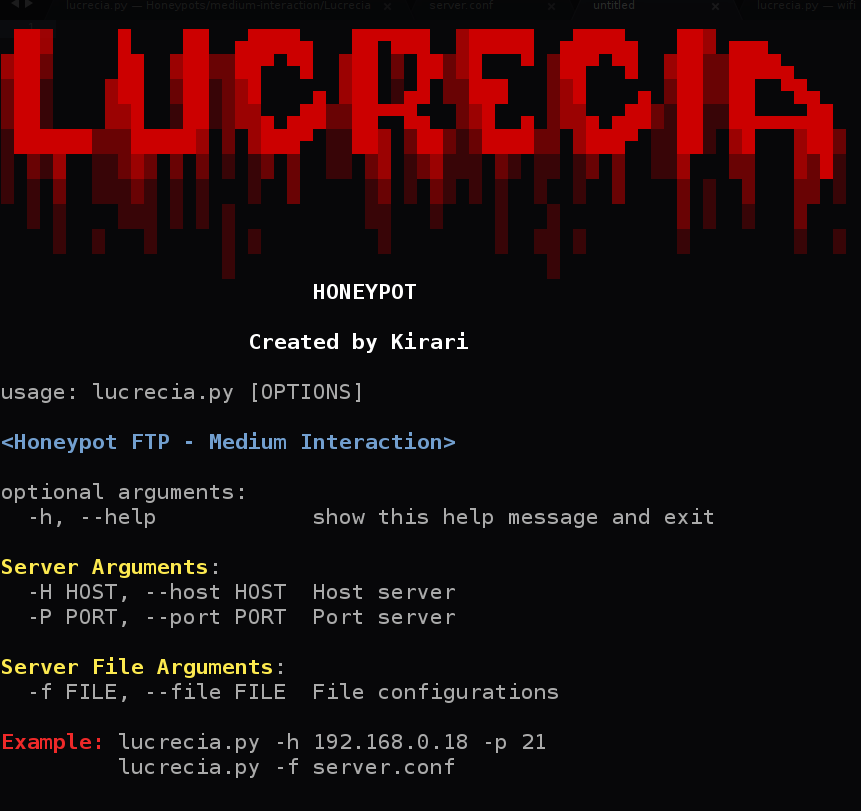 lucrecia.py — Honeypots/medium-interaction/Lucrecia × server.conf × untitled × lucrecia.py — wifi
1
LUCRECIA
HONEYPOT
Created by Kirari
usage: lucrecia.py [OPTIONS]
<Honeypot FTP - Medium Interaction>
optional arguments:
-h, --help show this help message and exit
Server Arguments:
-H HOST, --host HOST Host server
-P PORT, --port PORT Port server
Server File Arguments:
-f FILE, --file FILE File configurations
Example: lucrecia.py -h 192.168.0.18 -p 21
lucrecia.py -f server.conf